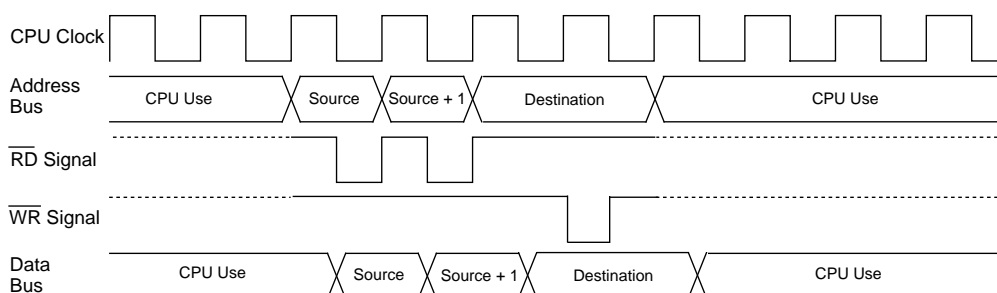 CPU Clock
Address
Bus
CPU Use
Source
Source + 1
Destination
CPU Use
RD Signal
WR Signal
Data
Bus
CPU Use
Source
Source + 1
Destination
CPU Use